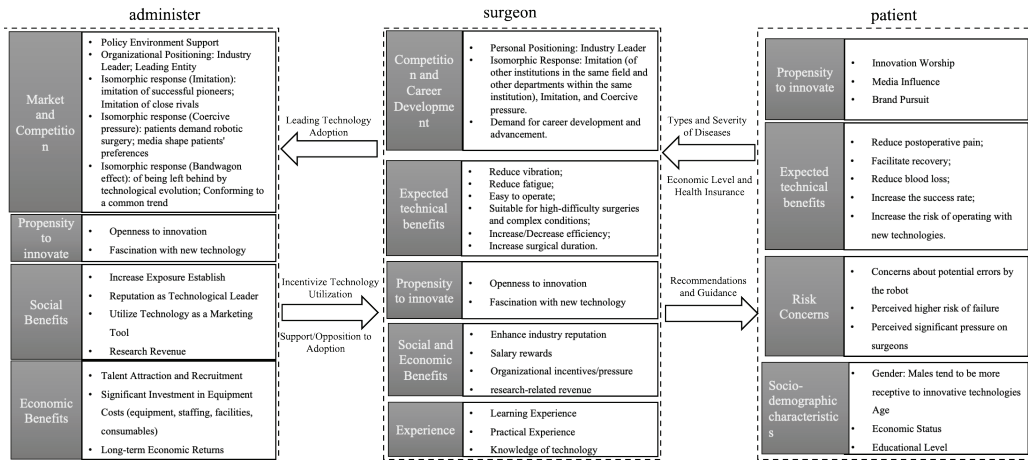 administer
Market
and
Competitio
n
• Policy Environment Support
• Organizational Positioning: Industry
Leader; Leading Entity
• Isomorphic response (Imitation):
imitation of successful pioneers;
Imitation of close rivals
• Isomorphic response (Coercive
pressure): patients demand robotic
surgery; media shape patients'
preferences
• Isomorphic response (Bandwagon
effect): of being left behind by
technological evolution; Conforming to
a common trend
Propensity
to
innovate
• Openness to innovation
• Fascination with new technology
Social
Benefits
• Increase Exposure Establish
• Reputation as Technological Leader
• Utilize Technology as a Marketing
Tool
• Research Revenue
Economic
Benefits
• Talent Attraction and Recruitment
• Significant Investment in Equipment
Costs (equipment, staffing, facilities,
consumables)
• Long-term Economic Returns
Leading Technology
Adoption
Incentivize Technology
Utilization
Support/Opposition to
Adoption
surgeon
Competitio
n and
Career
Developme
nt
• Personal Positioning: Industry Leader
• Isomorphic Response: Imitation (of
other institutions in the same field and
other departments within the same
institution), Imitation, and Coercive
pressure.
• Demand for career development and
advancement.
Expected
technical
benefits
• Reduce vibration;
• Reduce fatigue;
• Easy to operate;
• Suitable for high-difficulty surgeries
and complex conditions;
• Increase/Decrease efficiency;
• Increase surgical duration.
Propensity
to innovate
• Openness to innovation
• Fascination with new technology
Social and
Economic
Benefits
• Enhance industry reputation
• Salary rewards
• Organizational incentives/pressure
research-related revenue
Experience
• Learning Experience
• Practical Experience
• Knowledge of technology
Types and Severity
of Diseases
Economic Level and
Health Insurance
Recommendations
and Guidance
patient
Propensity
to innovate
• Innovation Worship
• Media Influence
• Brand Pursuit
Expected
technical
benefits
• Reduce postoperative pain;
• Facilitate recovery;
• Reduce blood loss;
• Increase the success rate;
• Increase the risk of operating with
new technologies.
Risk
Concerns
• Concerns about potential errors by
the robot
• Perceived higher risk of failure
• Perceived significant pressure on
surgeons
Socio-
demographic
characteristic
s
• Gender: Males tend to be more
receptive to innovative technologies
• Age
• Economic Status
• Educational Level